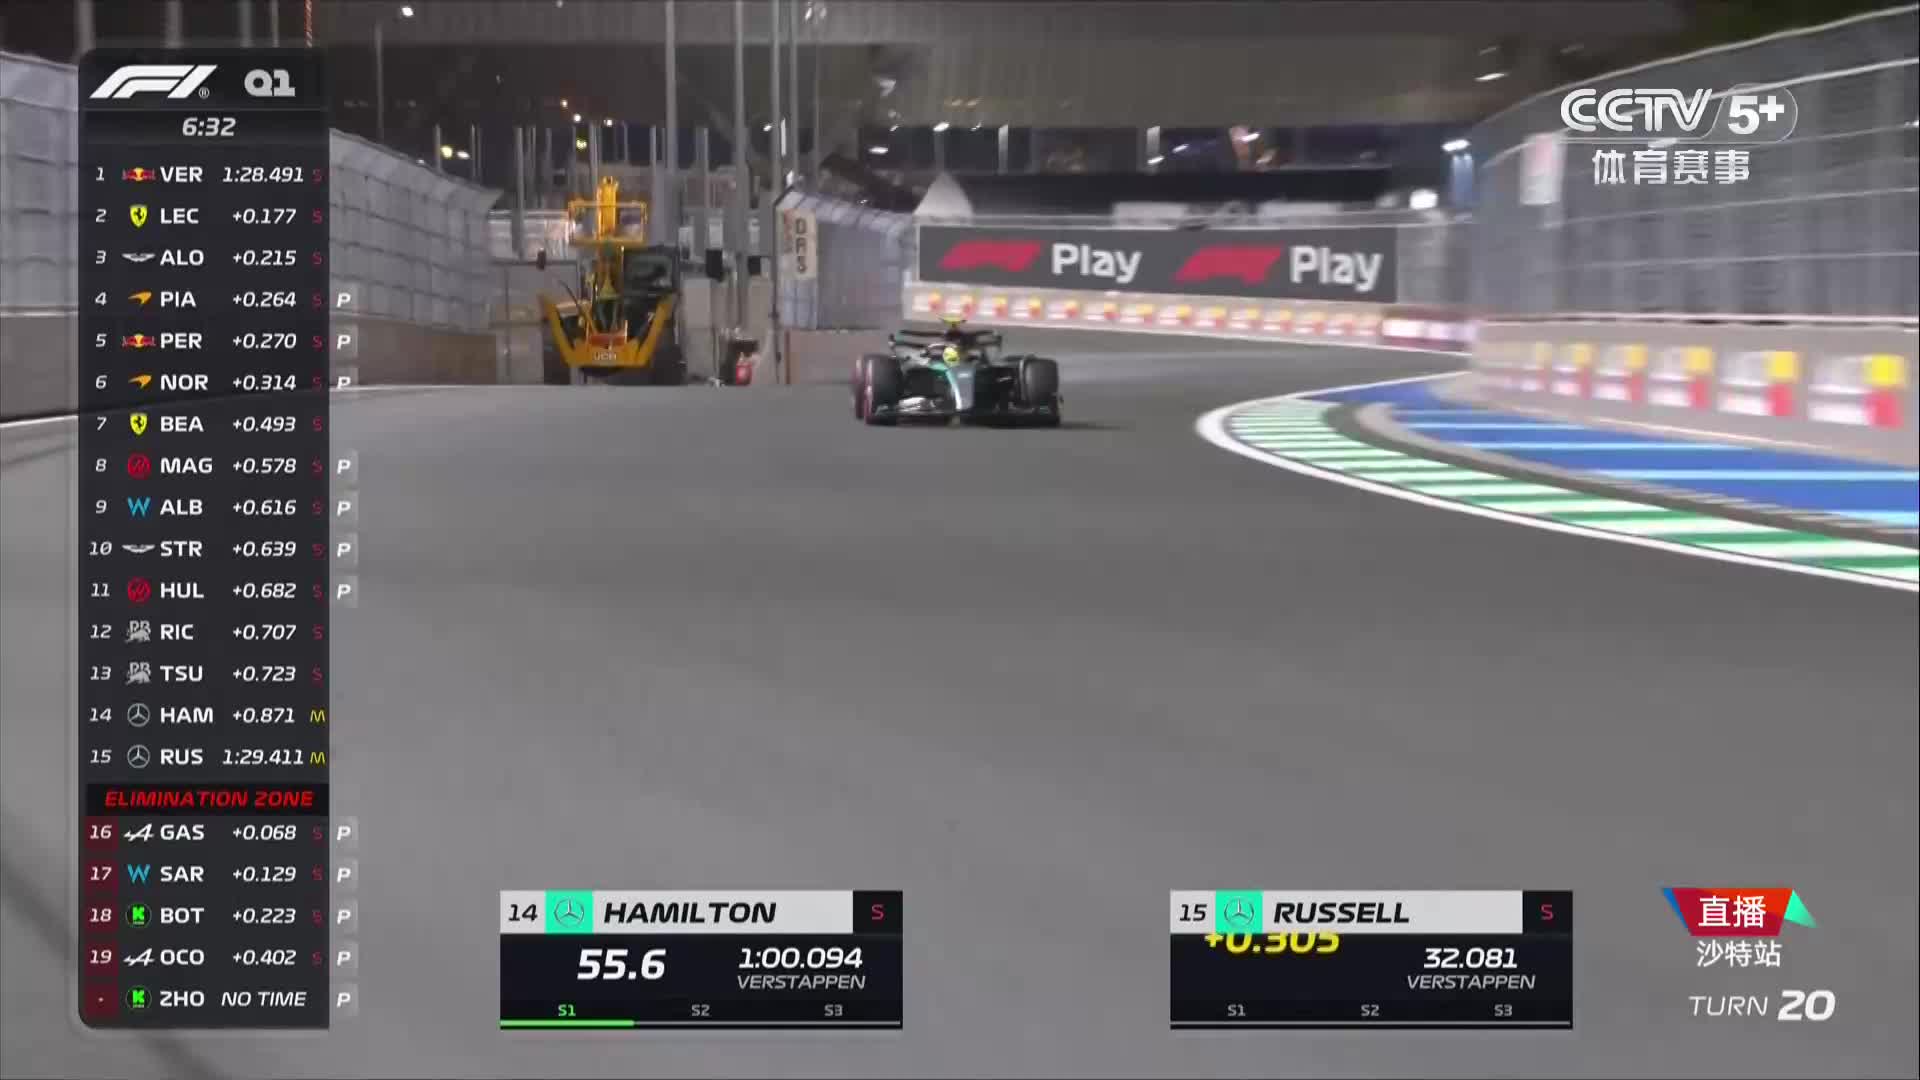 F1 Q1
6:32
1 VER 1:28.491 S
2 LEC +0.177 S
3 ALO +0.215 S
4 PIA +0.264 S P
5 PER +0.270 S P
6 NOR +0.314 S P
7 BEA +0.493 S
8 MAG +0.578 S P
9 ALB +0.616 S P
10 STR +0.639 S P
11 HUL +0.682 S P
12 RIC +0.707 S
13 TSU +0.723 S
14 HAM +0.871 M
15 RUS 1:29.411 M
ELIMINATION ZONE
16 GAS +0.068 S P
17 SAR +0.129 S P
18 BOT +0.223 S P
19 OCO +0.402 S P
- ZHO NO TIME P
CCTV 5+
体育赛事
DRS
F1 Play F1 Play
JCB
14 HAMILTON S
55.6 1:00.094
VERSTAPPEN
S1 S2 S3
15 RUSSELL S
+0.305 32.081
VERSTAPPEN
S1 S2 S3
直播
沙特站
TURN 20